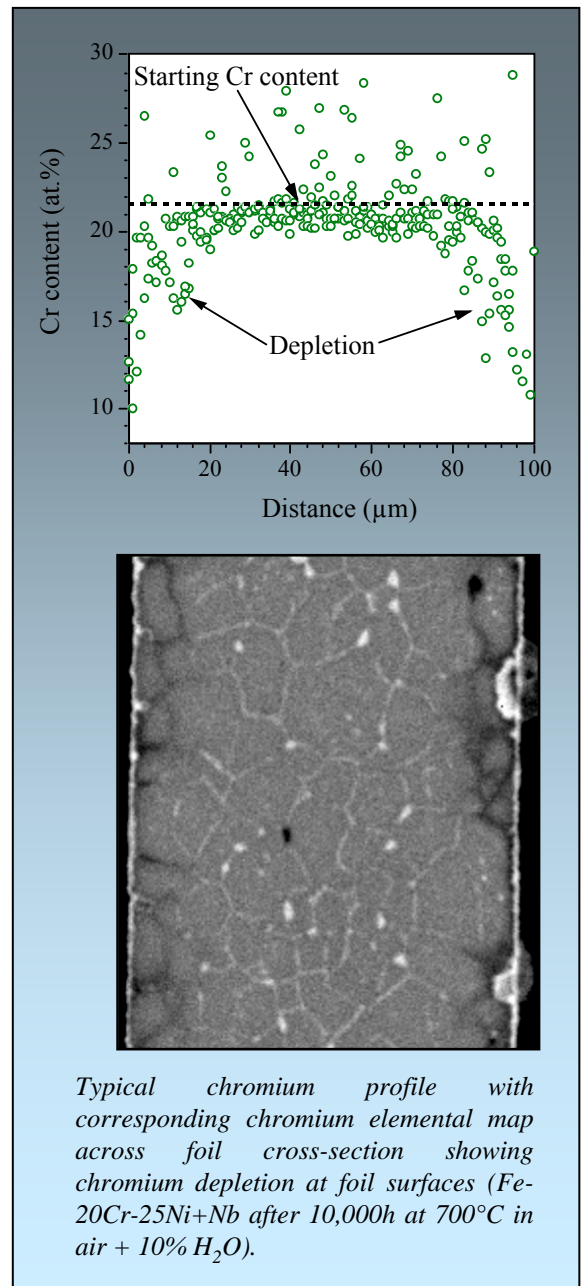 30
Starting Cr content
25
20
15
Depletion
10
Cr content (at.%)
0 20 40 60 80 100
Distance (µm)
Typical chromium profile with
corresponding chromium elemental map
across foil cross-section showing
chromium depletion at foil surfaces (Fe-
20Cr-25Ni+Nb after 10,000h at 700°C in
air + 10% H₂O).